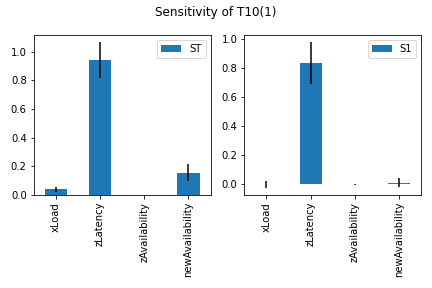 Sensitivity of T10(1)
ST
1.0
0.8
0.6
0.4
0.2
0.0
xLoad
zLatency
zAvailability
newAvailability
S1
1.0
0.8
0.6
0.4
0.2
0.0
xLoad
zLatency
zAvailability
newAvailability